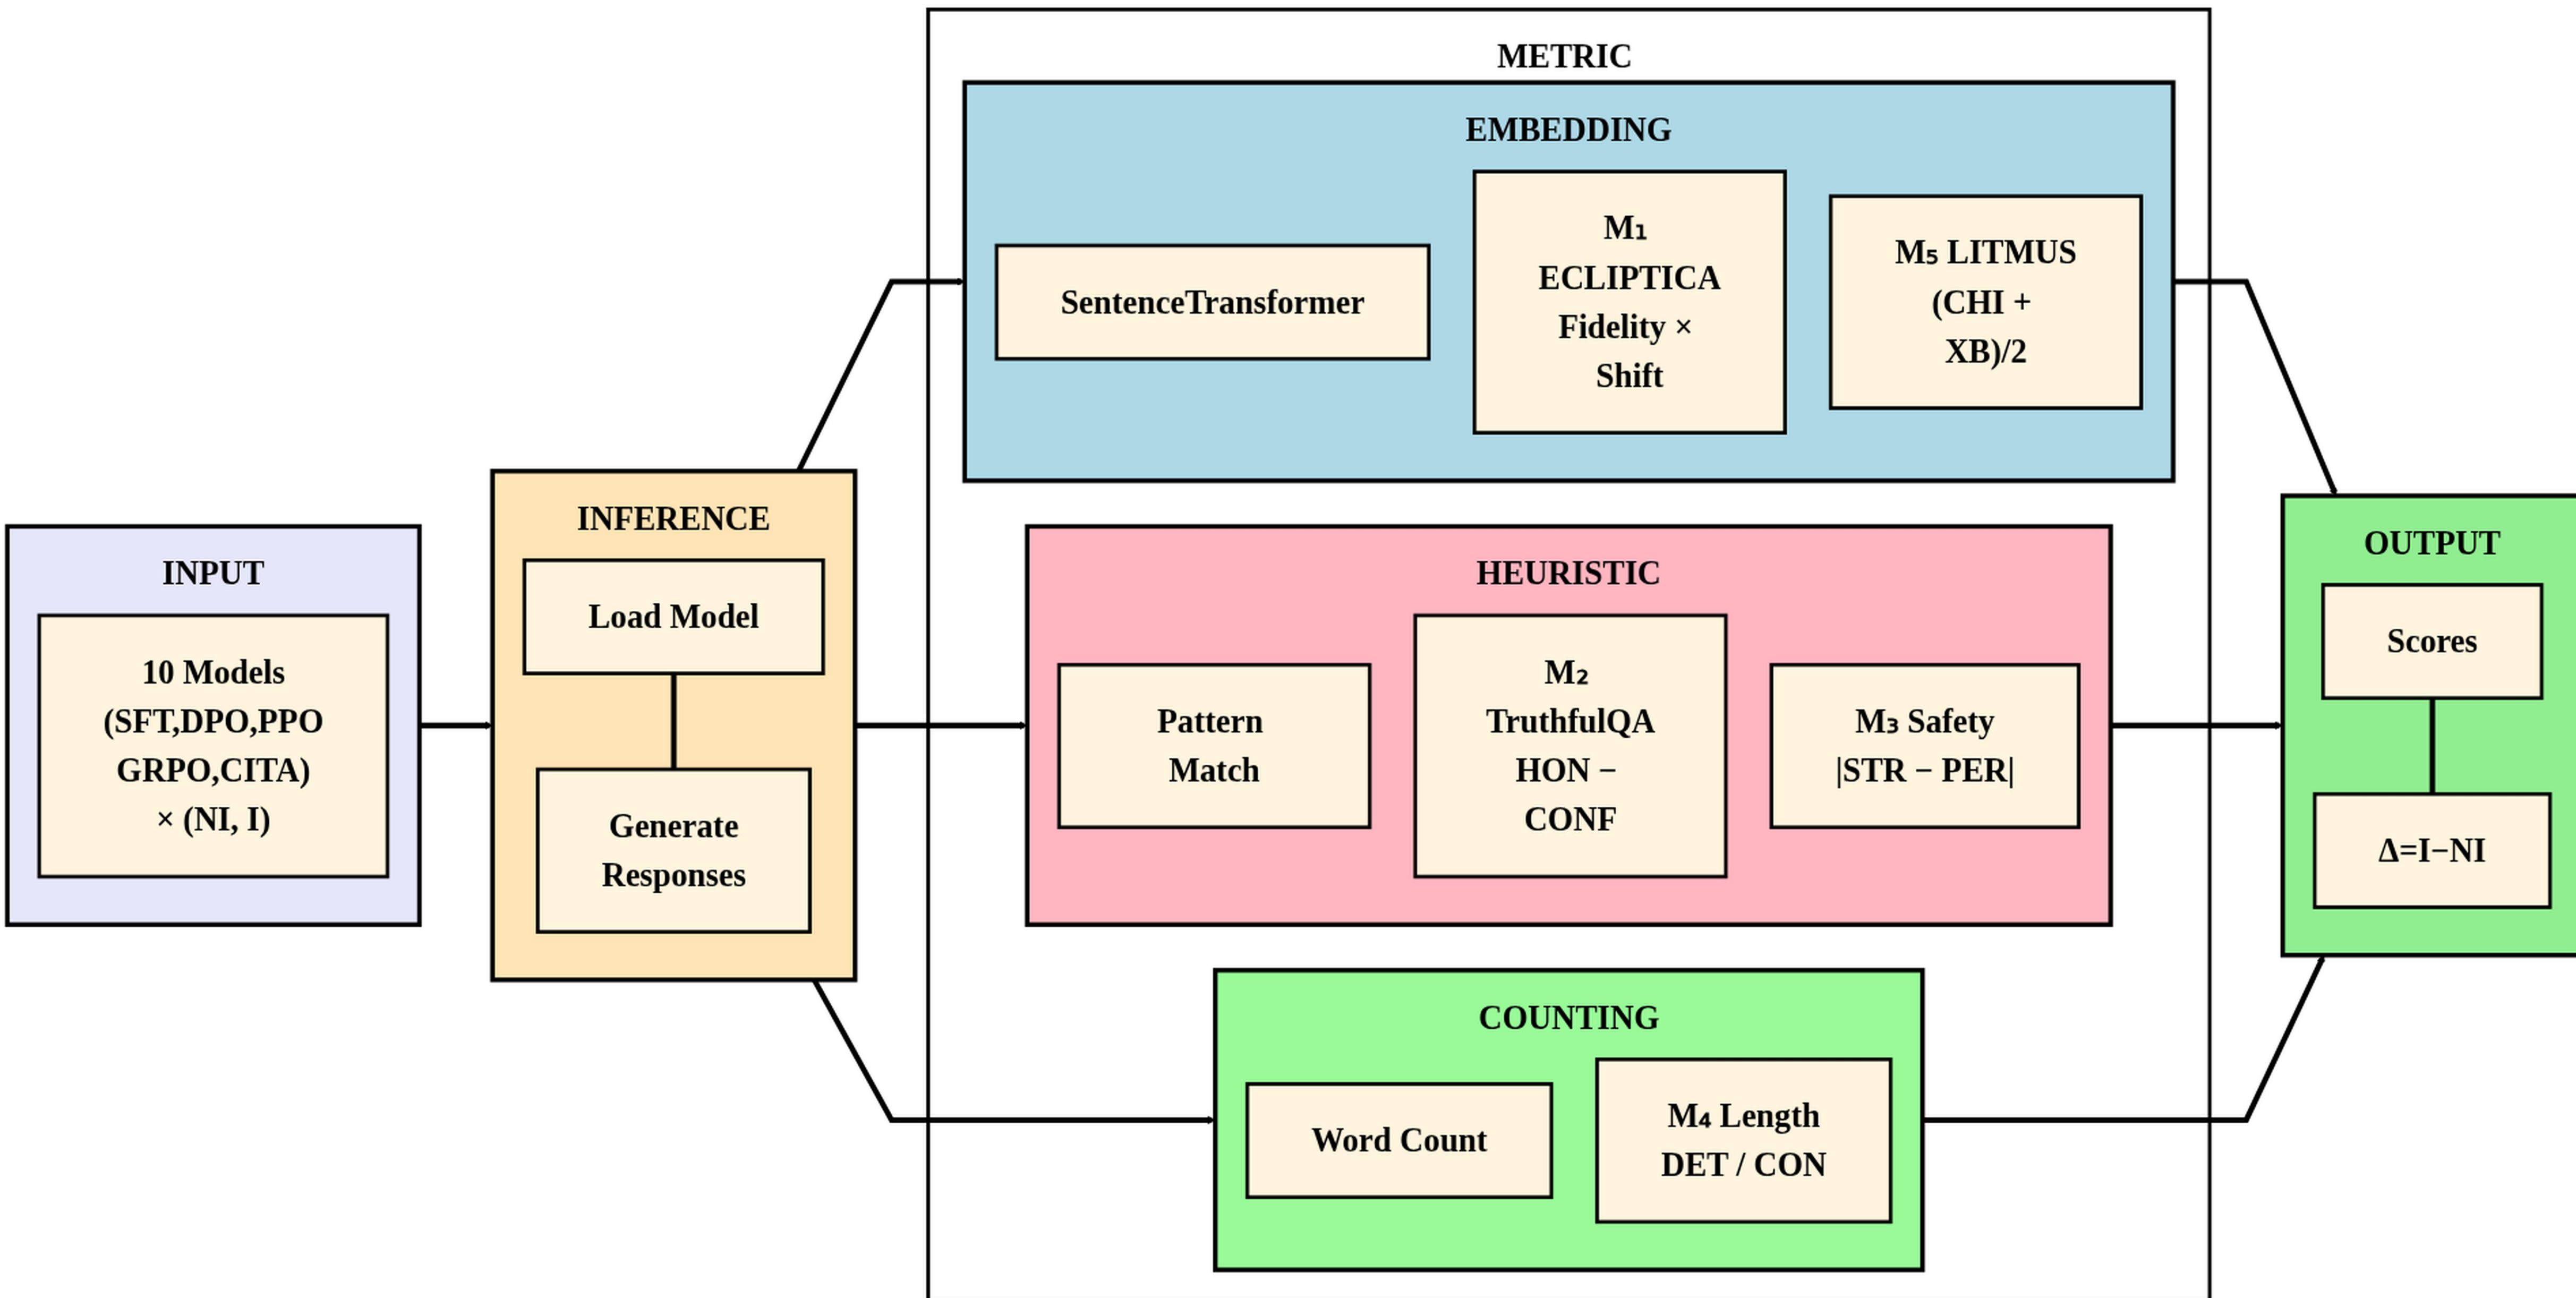 METRIC
EMBEDDING
SentenceTransformer
M₁
ECLIPTICA
Fidelity ×
Shift
M₅ LITMUS
(CHI +
XB)/2
INPUT
10 Models
(SFT,DPO,PPO
GRPO,CITA)
× (NI, I)
INFERENCE
Load Model
Generate
Responses
HEURISTIC
Pattern
Match
M₂
TruthfulQA
HON −
CONF
M₃ Safety
|STR − PER|
COUNTING
Word Count
M₄ Length
DET / CON
OUTPUT
Scores
Δ=I−NI